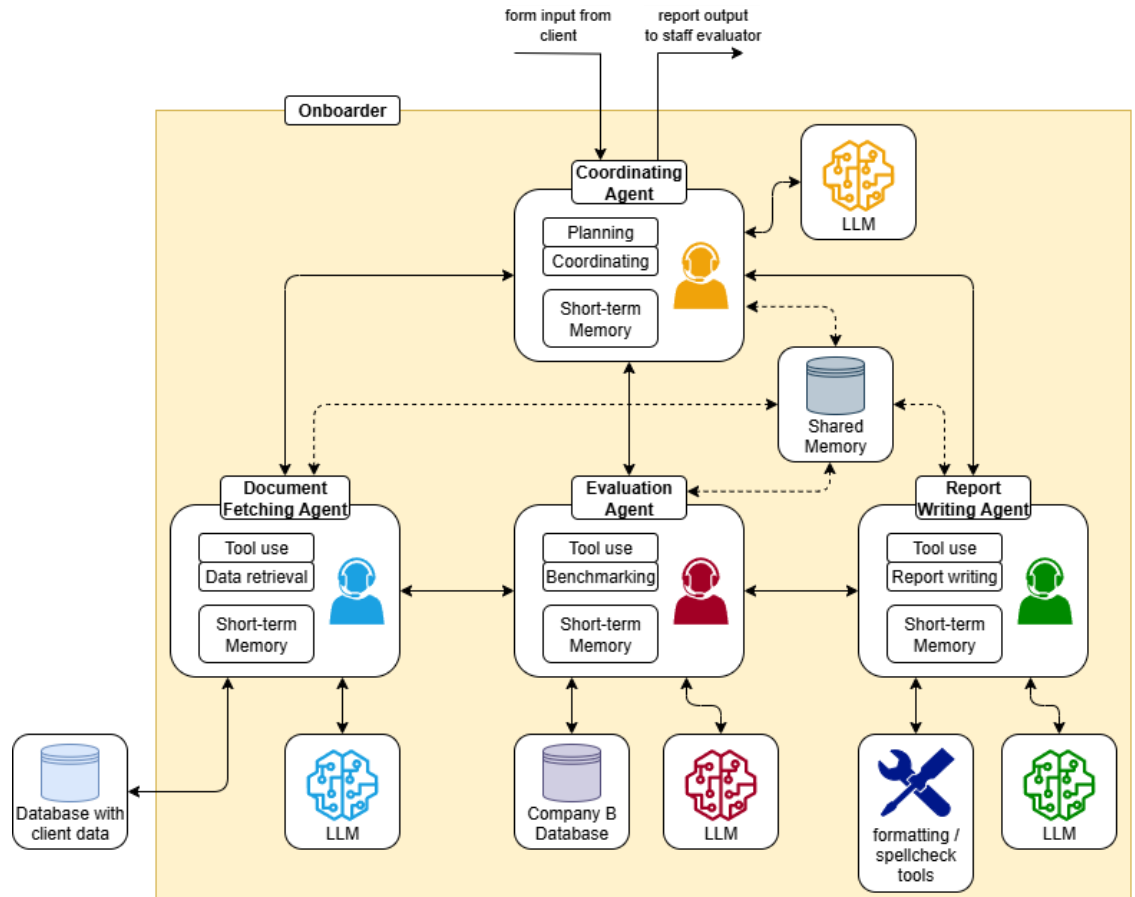 form input from
client
report output
to staff evaluator
Onboarder
Coordinating
Agent
Planning
Coordinating
Short-term
Memory
LLM
Shared
Memory
Document
Fetching Agent
Tool use
Data retrieval
Short-term
Memory
Evaluation
Agent
Tool use
Benchmarking
Short-term
Memory
Report
Writing Agent
Tool use
Report writing
Short-term
Memory
Database with
client data
LLM
Company B
Database
LLM
formatting /
spellcheck
tools
LLM